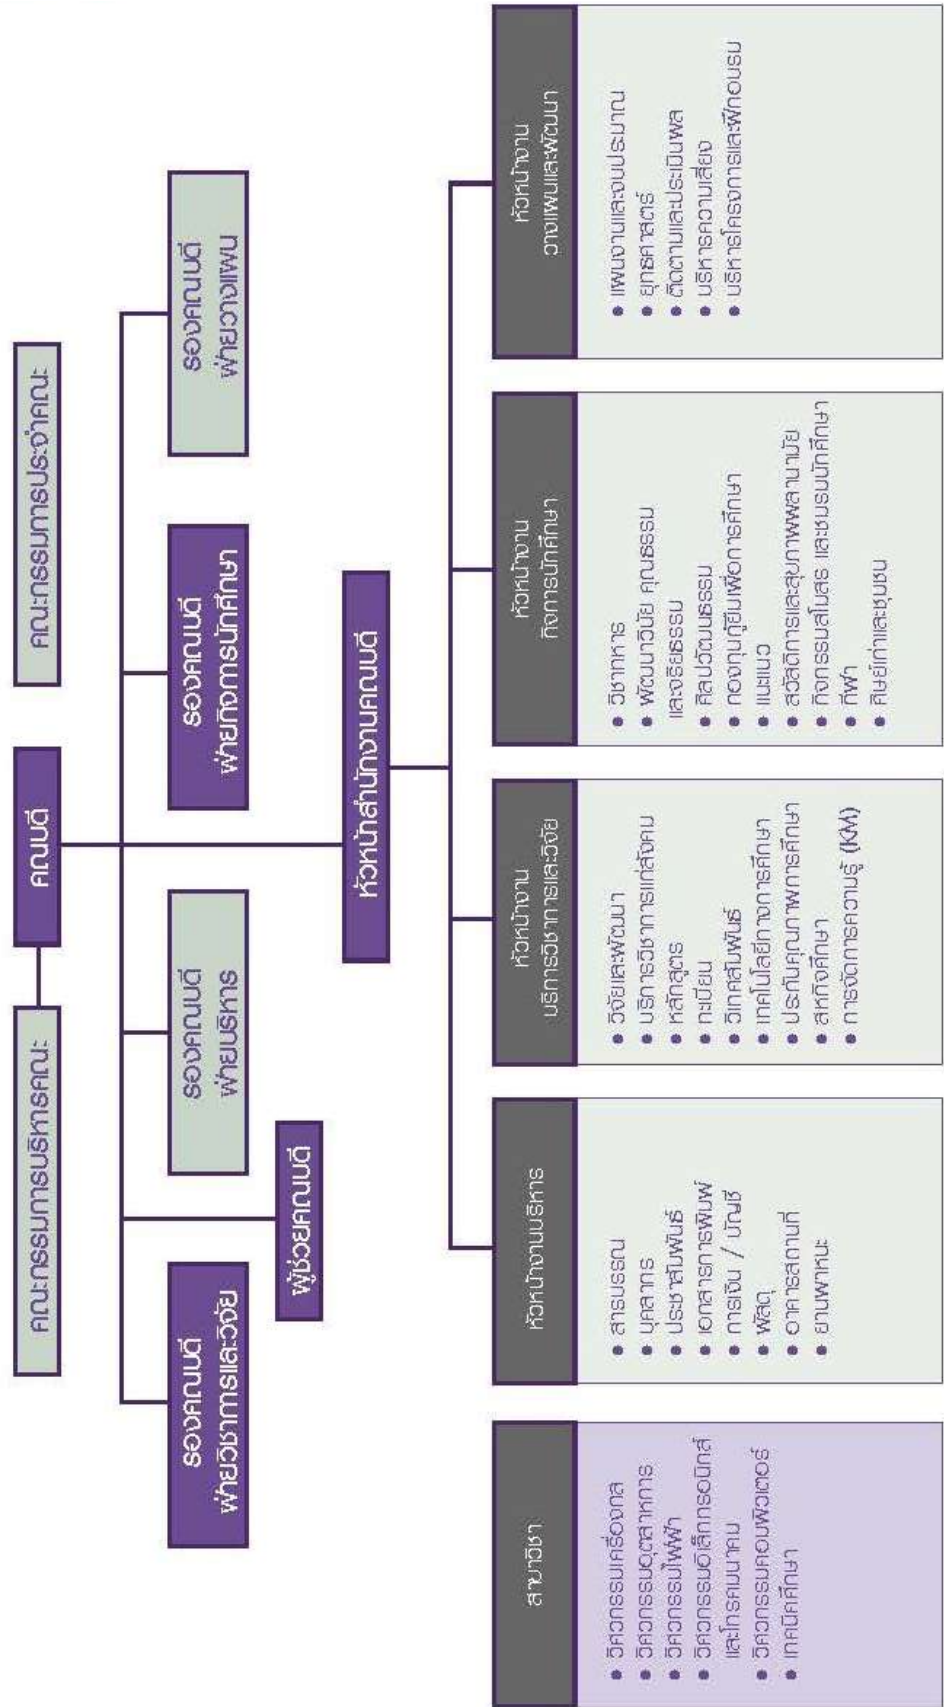 คณะกรรมการบริหารคณะ
คณบดี
คณะกรรมการประจำคณะ
รองคณบดี
ฝ่ายวิชาการและวิจัย
ผู้ช่วยคณบดี
รองคณบดี
ฝ่ายบริหาร
รองคณบดี
ฝ่ายกิจการนักศึกษา
รองคณบดี
ฝ่ายวางแผน
หัวหน้าสำนักงานคณบดี
สาขาวิชา
• วิศวกรรมเครื่องกล
• วิศวกรรมอุตสาหการ
• วิศวกรรมไฟฟ้า
• วิศวกรรมอิเล็กทรอนิกส์
และโทรคมนาคม
• วิศวกรรมคอมพิวเตอร์
• เทคนิคศึกษา
หัวหน้างานบริหาร
• สารบรรณ
• บุคลากร
• ประชาสัมพันธ์
• เอกสารการพิมพ์
• การเงิน / บัญชี
• พัสดุ
• อาคารสถานที่
• ยานพาหนะ
หัวหน้างาน
บริการวิชาการและวิจัย
• วิจัยและพัฒนา
• บริการวิชาการแก่สังคม
• หลักสูตร
• ทะเบียน
• วิเทศสัมพันธ์
• เทคโนโลยีทางการศึกษา
• ประกันคุณภาพการศึกษา
• สหกิจศึกษา
• การจัดการความรู้ (KM)
หัวหน้างาน
กิจการนักศึกษา
• วิชาทหาร
• พัฒนาวินัย คุณธรรม
และจริยธรรม
• ศิลปวัฒนธรรม
• กองทุนกู้ยืมเพื่อการศึกษา
• แนะแนว
• สวัสดิการและสุขภาพพลานามัย
• กิจกรรมสโมสร และชมรมนักศึกษา
• กีฬา
• ศิษย์เก่าและชุมชน
หัวหน้างาน
วางแผนและพัฒนา
• แผนงานและงบประมาณ
• ยุทธศาสตร์
• ติดตามและประเมินผล
• บริหารความเสี่ยง
• บริหารโครงการและฝึกอบรม